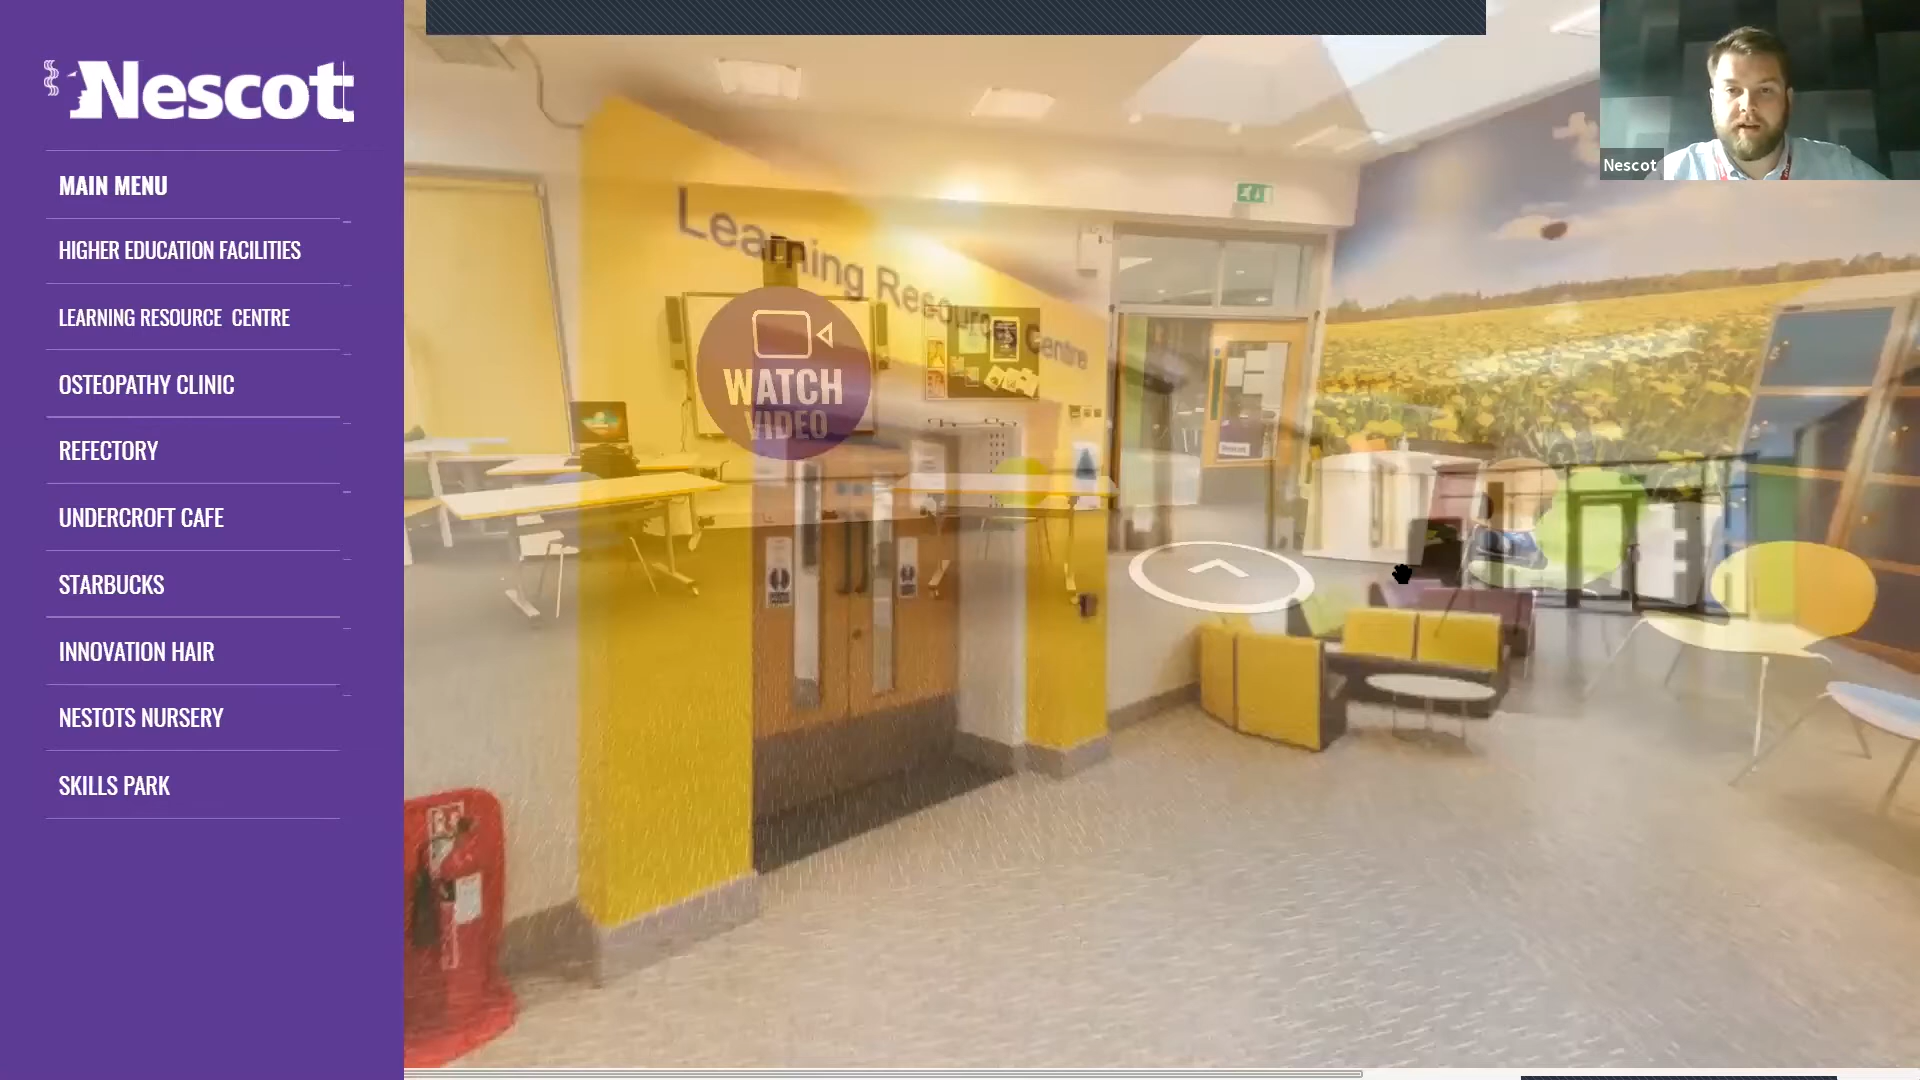 Nescot
MAIN MENU
HIGHER EDUCATION FACILITIES
LEARNING RESOURCE CENTRE
OSTEOPATHY CLINIC
REFECTORY
UNDERCROFT CAFE
STARBUCKS
INNOVATION HAIR
NESTOTS NURSERY
SKILLS PARK
Learning Resource Centre
WATCH
VIDEO
Nescot